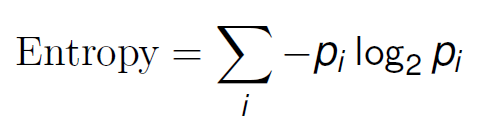 Entropy = ∑ᵢ −pᵢ log₂ pᵢ